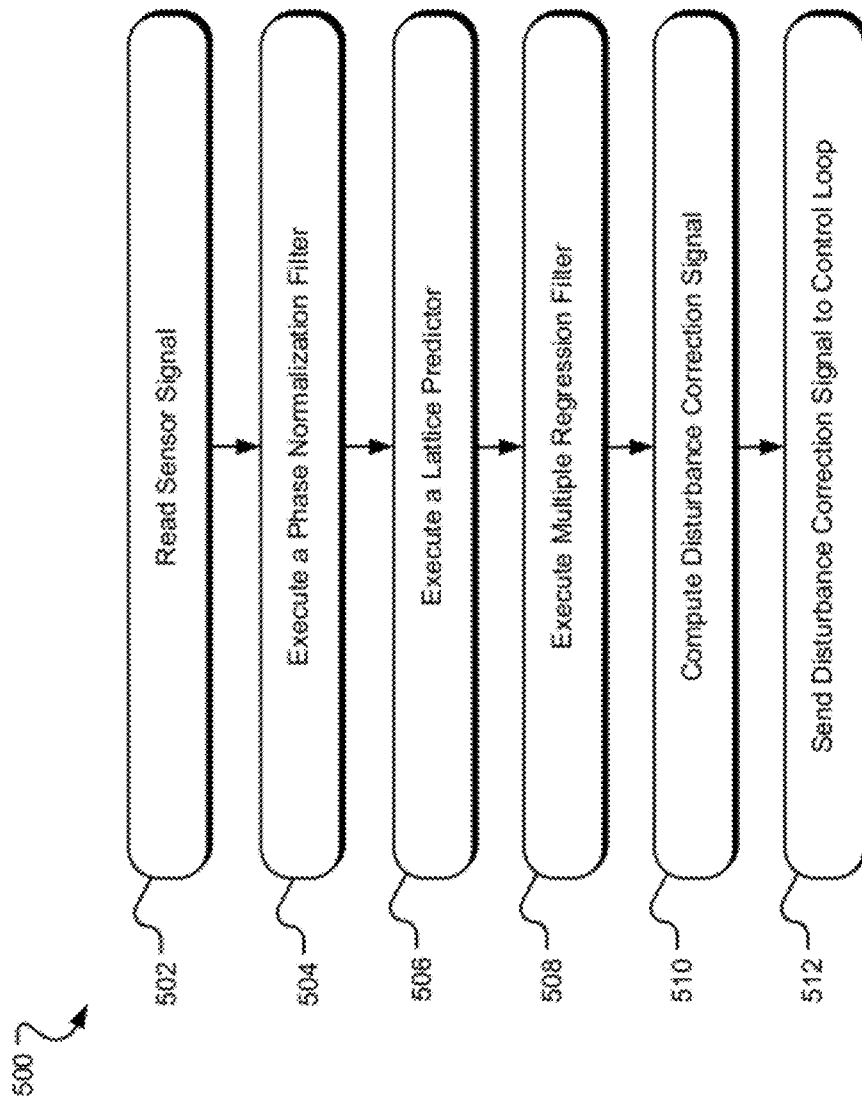 500
502
Read Sensor Signal
504
Execute a Phase Normalization Filter
506
Execute a Lattice Predictor
508
Execute Multiple Regression Filter
510
Compute Disturbance Correction Signal
512
Send Disturbance Correction Signal to Control Loop